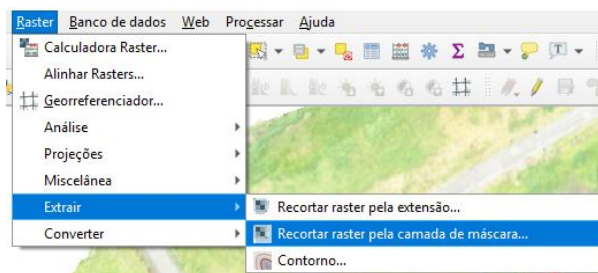 Raster Banco de dados Web Processar Ajuda
Calculadora Raster...
Alinhar Rasters...
Georreferenciador...
Análise
Projeções
Miscelânea
Extrair
Recortar raster pela extensão...
Converter
Recortar raster pela camada de máscara...
Contorno...